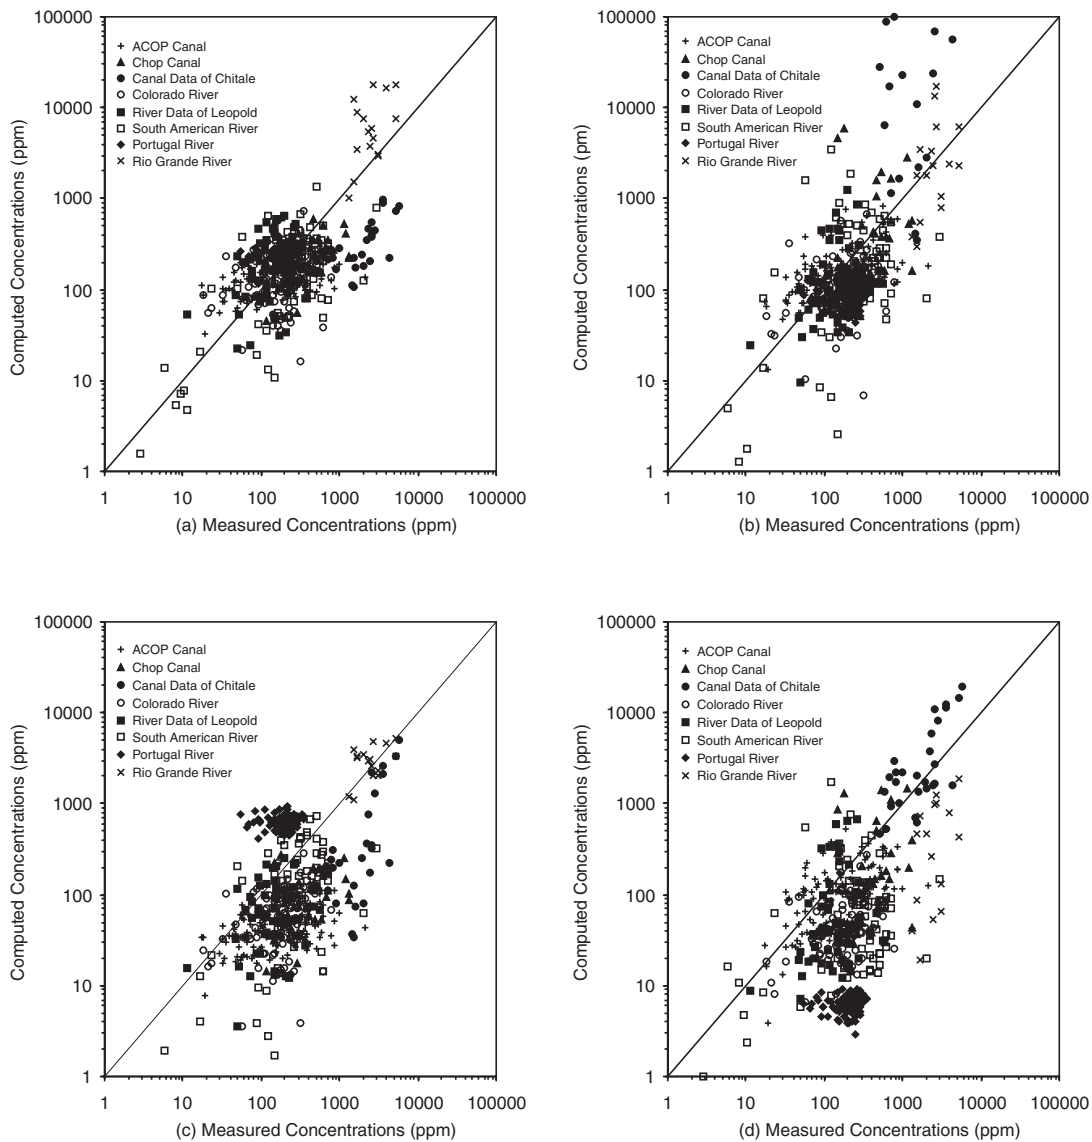 100000
10000
1000
100
10
1
Computed Concentrations (ppm)
ACOP Canal
Chop Canal
Canal Data of Chitale
Colorado River
River Data of Leopold
South American River
Portugal River
Rio Grande River
1 10 100 1000 10000 100000
(a) Measured Concentrations (ppm)
100000
10000
1000
100
10
1
Computed Concentrations (pm)
ACOP Canal
Chop Canal
Canal Data of Chitale
Colorado River
River Data of Leopold
South American River
Portugal River
Rio Grande River
1 10 100 1000 10000 100000
(b) Measured Concentrations (ppm)
100000
10000
1000
100
10
1
Computed Concentrations (ppm)
ACOP Canal
Chop Canal
Canal Data of Chitale
Colorado River
River Data of Leopold
South American River
Portugal River
Rio Grande River
1 10 100 1000 10000 100000
(c) Measured Concentrations (ppm)
100000
10000
1000
100
10
1
Computed Concentrations (ppm)
ACOP Canal
Chop Canal
Canal Data of Chitale
Colorado River
River Data of Leopold
South American River
Portugal River
Rio Grande River
1 10 100 1000 10000 100000
(d) Measured Concentrations (ppm)